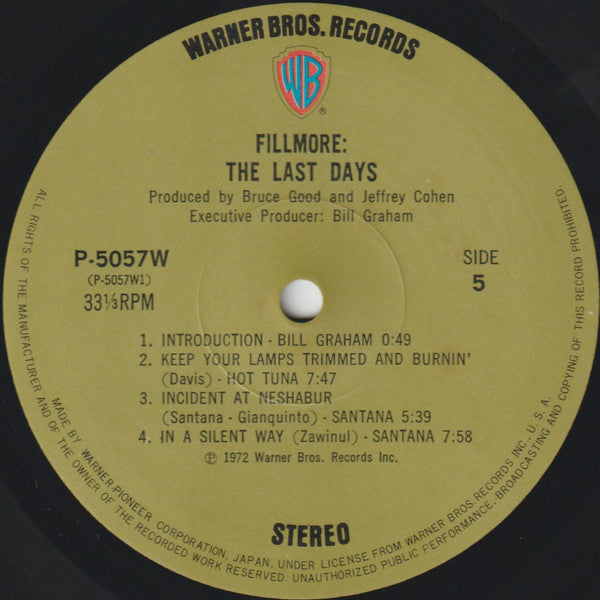 WARNER BROS. RECORDS
WB
®
FILLMORE:
THE LAST DAYS
Produced by Bruce Good and Jeffrey Cohen
Executive Producer: Bill Graham
P-5057W
(P-5057W1)
33⅓RPM
SIDE
5
1. INTRODUCTION - BILL GRAHAM 0:49
2. KEEP YOUR LAMPS TRIMMED AND BURNIN'
(Davis) - HOT TUNA 7:47
3. INCIDENT AT NESHABUR
(Santana - Gianquinto) - SANTANA 5:39
4. IN A SILENT WAY (Zawinul) - SANTANA 7:58
℗ 1972 Warner Bros. Records Inc.
STEREO
MADE BY WARNER-PIONEER CORPORATION, JAPAN, UNDER LICENSE FROM WARNER BROS. RECORDS INC., U.S.A.
ALL RIGHTS OF THE MANUFACTURER AND OF THE OWNER OF THE RECORDED WORK RESERVED. UNAUTHORIZED PUBLIC PERFORMANCE, BROADCASTING AND COPYING OF THIS RECORD PROHIBITED